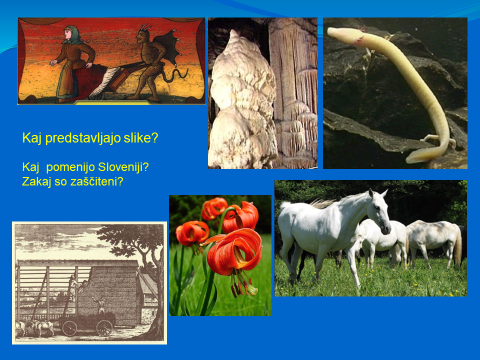 Kaj predstavljajo slike?
Kaj  pomenijo Sloveniji?
Zakaj so zaščiteni?